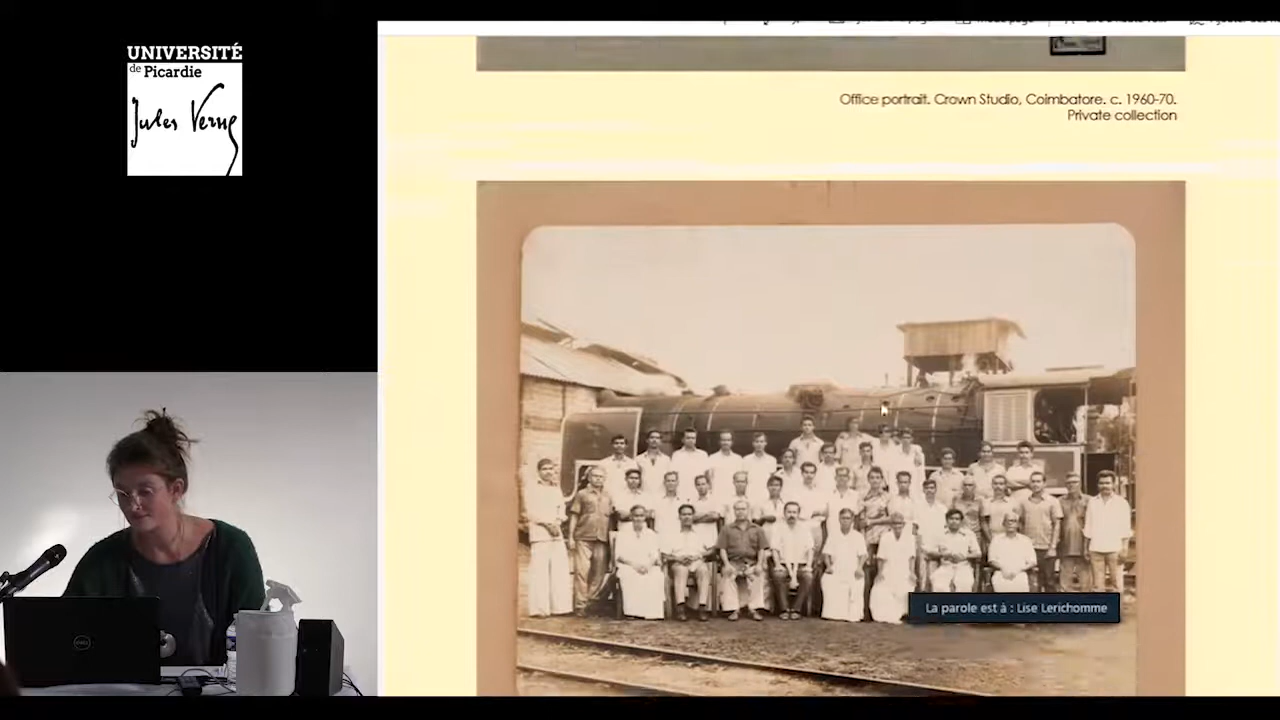 UNIVERSITÉ
de Picardie
Jules Verne
Office portrait. Crown Studio, Coimbatore. c. 1960-70.
Private collection
La parole est à : Lise Lerichomme
DELL